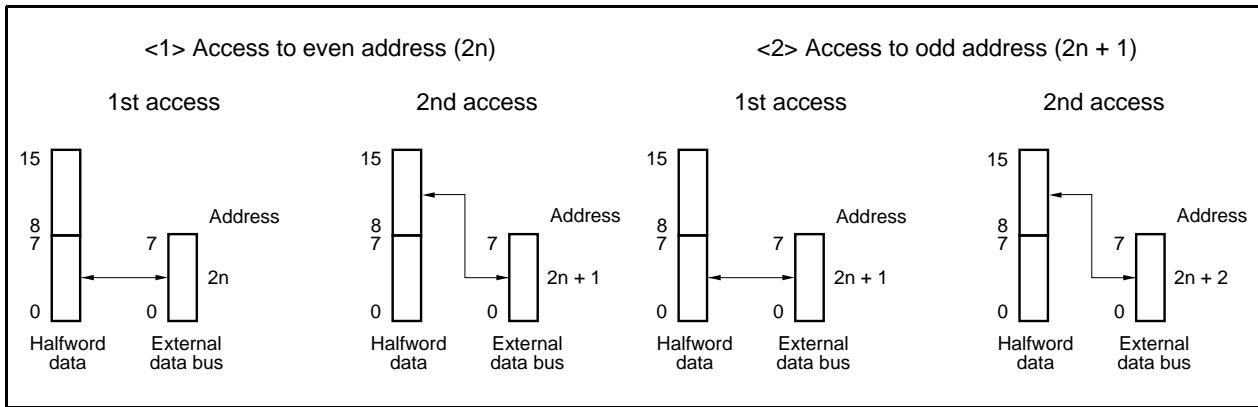 <1> Access to even address (2n)
1st access
15
8
7
0
Halfword
data
Address
7
2n
0
External
data bus
2nd access
15
8
7
0
Halfword
data
Address
7
2n + 1
0
External
data bus
<2> Access to odd address (2n + 1)
1st access
15
8
7
0
Halfword
data
Address
7
2n + 1
0
External
data bus
2nd access
15
8
7
0
Halfword
data
Address
7
2n + 2
0
External
data bus